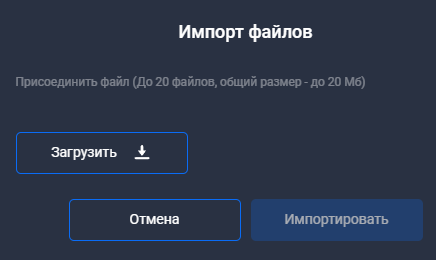 Импорт файлов
Присоединить файл (До 20 файлов, общий размер - до 20 Мб)
Загрузить
Отмена
Импортировать